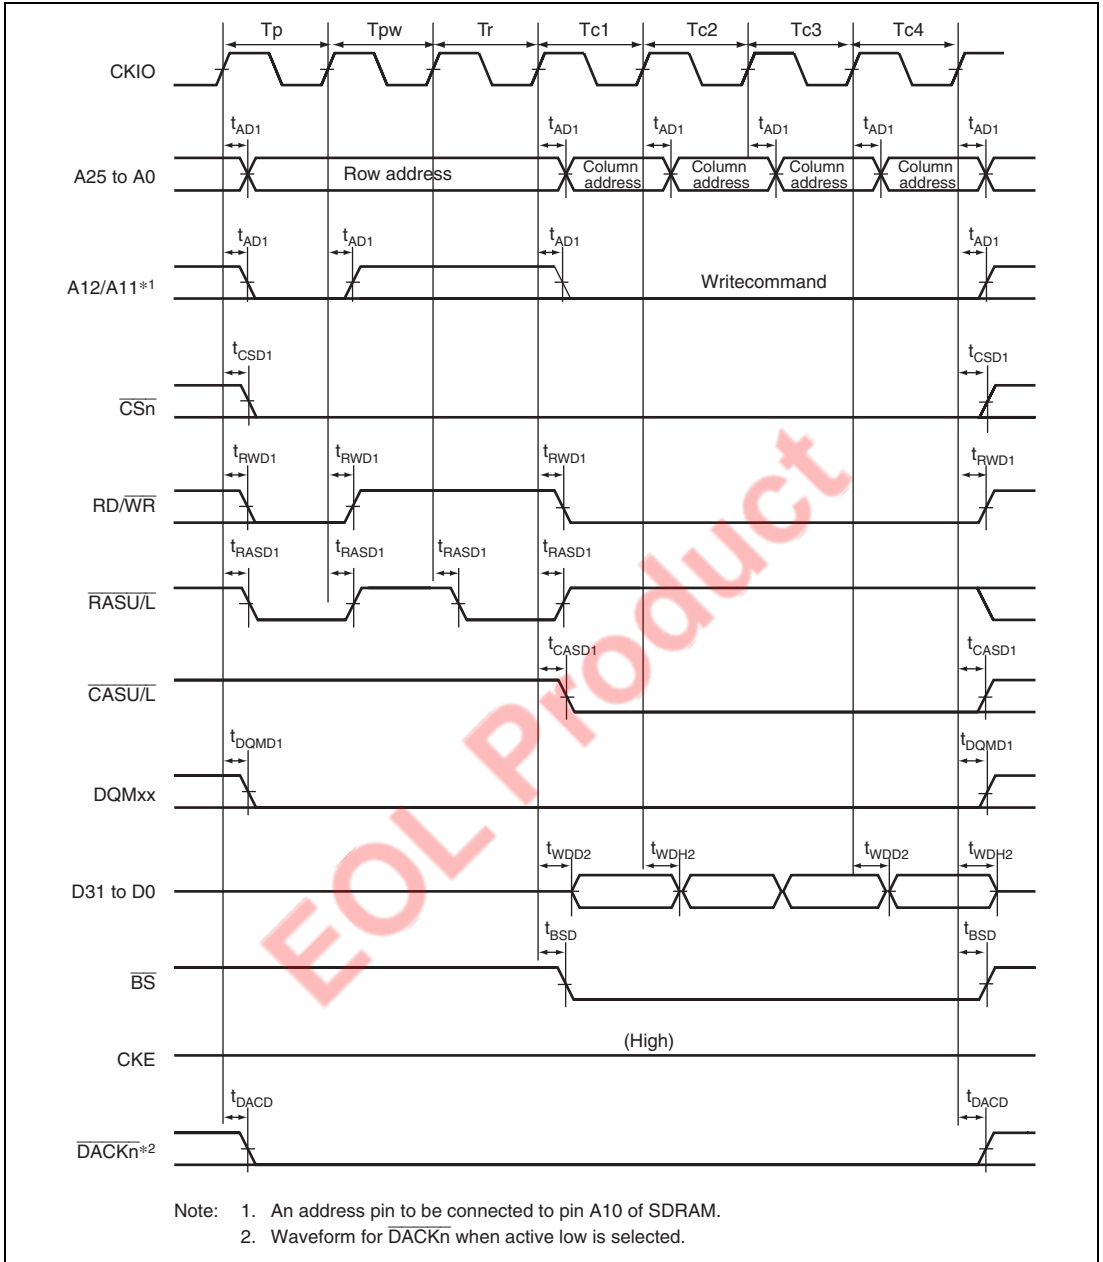 Tp Tpw Tr Tc1 Tc2 Tc3 Tc4
CKIO
tAD1 tAD1 tAD1 tAD1 tAD1 tAD1
A25 to A0 Row address Column address Column address Column address Column address
tAD1 tAD1 tAD1 tAD1
A12/A11*1 Writecommand
tCSD1 tCSD1
CSn
tRWD1 tRWD1 tRWD1 tRWD1
RD/WR
tRASD1 tRASD1 tRASD1 tRASD1
RASU/L
tCASD1 tCASD1
CASU/L
tDQMD1 tDQMD1
DQMxx
tWDD2 tWDH2 tWDD2 tWDH2
D31 to D0
tBSD tBSD
BS
(High)
CKE
tDACD tDACD
DACKn*2
Note: 1. An address pin to be connected to pin A10 of SDRAM.
2. Waveform for DACKn when active low is selected.
EOL Product